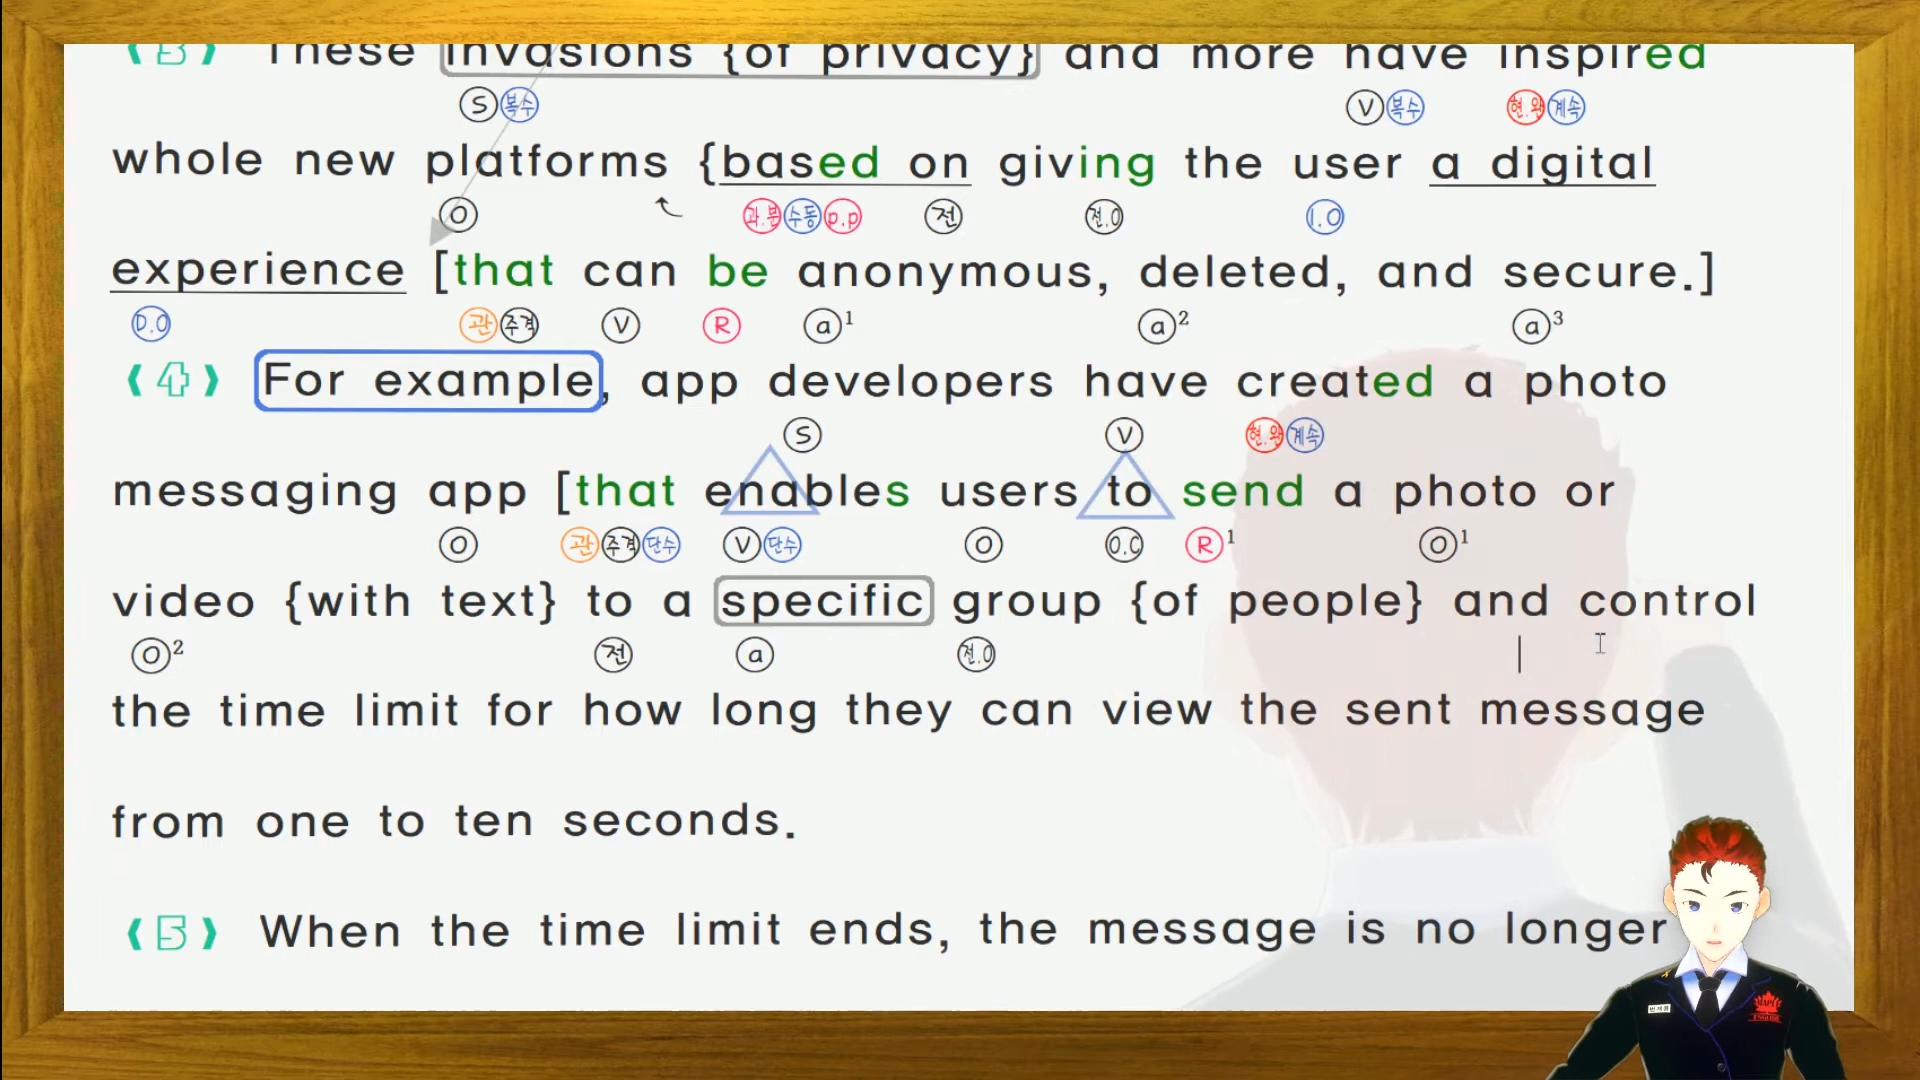 ❨3❩ These invasions {of privacy} and more have inspired
Ⓢ 복수 Ⓥ 복수 현.완 계속
whole new platforms {based on giving the user a digital
Ⓞ 과.분 수동 p.p 전 전.O I.O
experience [that can be anonymous, deleted, and secure.]
D.O 관 주격 Ⓥ R ⓐ1 ⓐ2 ⓐ3
❨4❩ For example, app developers have created a photo
Ⓢ Ⓥ 현.완 계속
messaging app [that enables users to send a photo or
Ⓞ 관 주격 단수 Ⓥ 단수 Ⓞ O.C R1 Ⓞ1
video {with text} to a specific group {of people} and control
Ⓞ2 전 ⓐ 전.O
the time limit for how long they can view the sent message
from one to ten seconds.
❨5❩ When the time limit ends, the message is no longer